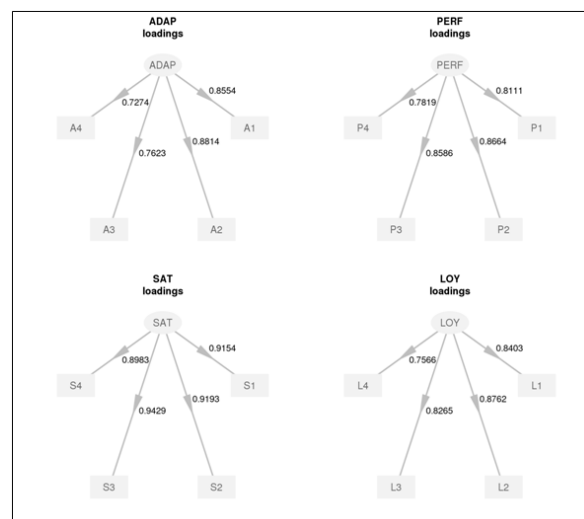 ADAP
loadings
ADAP
0.7274
0.8554
A4
A1
0.7623
0.8814
A3
A2
PERF
loadings
PERF
0.7819
0.8111
P4
P1
0.8586
0.8664
P3
P2
SAT
loadings
SAT
0.8983
0.9154
S4
S1
0.9429
0.9193
S3
S2
LOY
loadings
LOY
0.7566
0.8403
L4
L1
0.8265
0.8762
L3
L2